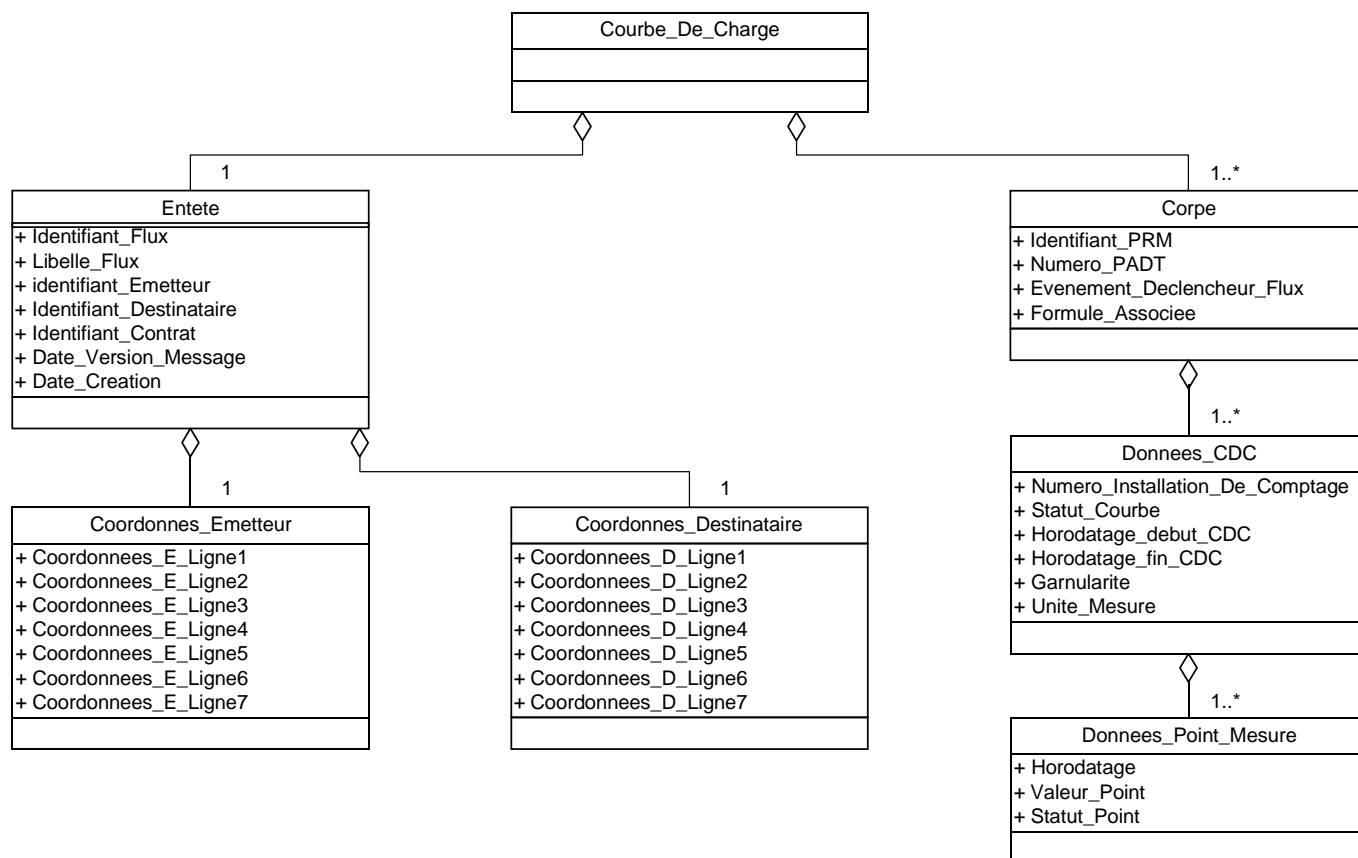 Courbe_De_Charge
1
1..*
Entete
+ Identifiant_Flux
+ Libelle_Flux
+ identifiant_Emetteur
+ Identifiant_Destinataire
+ Identifiant_Contrat
+ Date_Version_Message
+ Date_Creation
Corpe
+ Identifiant_PRM
+ Numero_PADT
+ Evenement_Declencheur_Flux
+ Formule_Associee
1
1
1..*
Coordonnes_Emetteur
+ Coordonnees_E_Ligne1
+ Coordonnees_E_Ligne2
+ Coordonnees_E_Ligne3
+ Coordonnees_E_Ligne4
+ Coordonnees_E_Ligne5
+ Coordonnees_E_Ligne6
+ Coordonnees_E_Ligne7
Coordonnes_Destinataire
+ Coordonnees_D_Ligne1
+ Coordonnees_D_Ligne2
+ Coordonnees_D_Ligne3
+ Coordonnees_D_Ligne4
+ Coordonnees_D_Ligne5
+ Coordonnees_D_Ligne6
+ Coordonnees_D_Ligne7
Donnees_CDC
+ Numero_Installation_De_Comptage
+ Statut_Courbe
+ Horodatage_debut_CDC
+ Horodatage_fin_CDC
+ Garnularite
+ Unite_Mesure
1..*
Donnees_Point_Mesure
+ Horodatage
+ Valeur_Point
+ Statut_Point